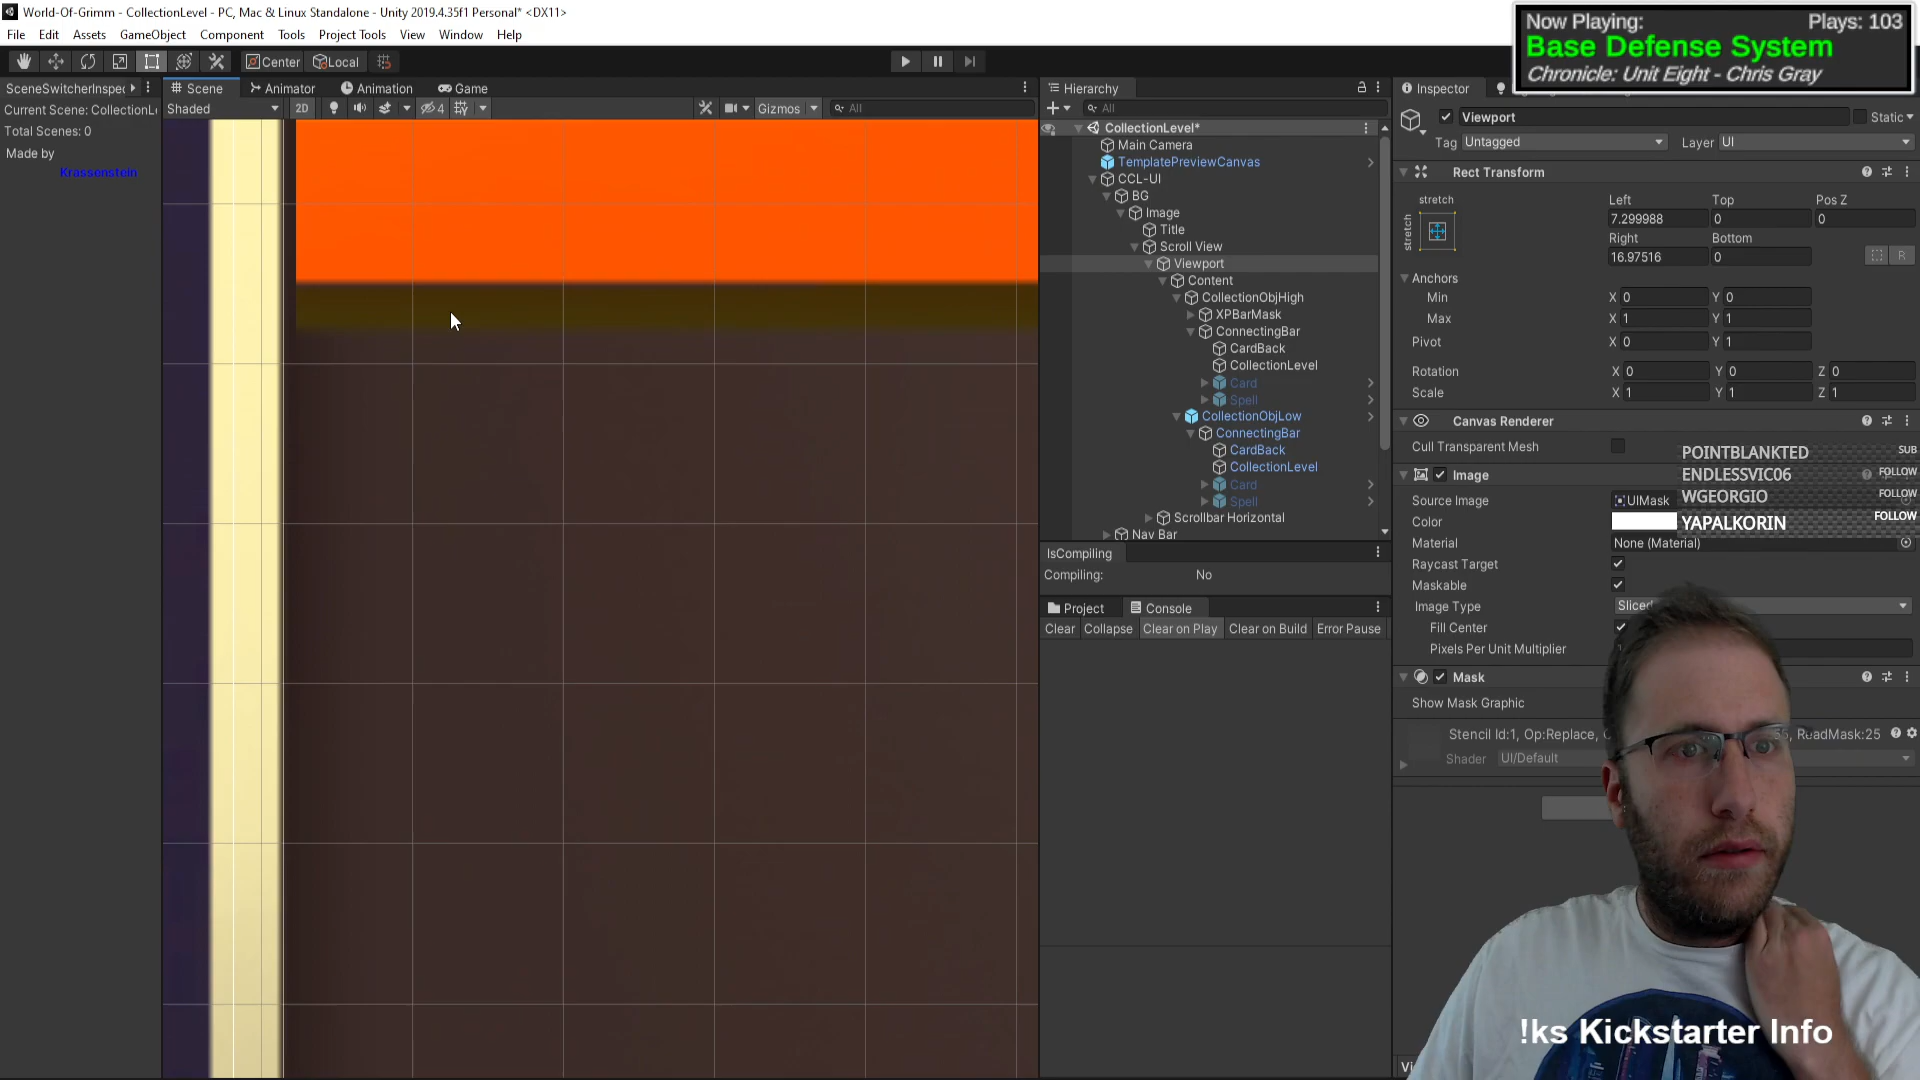 World-Of-Grimm - CollectionLevel - PC, Mac & Linux Standalone - Unity 2019.4.35f1 Personal* <DX11>
File Edit Assets GameObject Component Tools Project Tools View Window Help
Now Playing: Plays: 103
Base Defense System
Chronicle: Unit Eight - Chris Gray
Center Local
SceneSwitcherInspec
Current Scene: CollectionL
Total Scenes: 0
Made by
Krassenstein
Scene Animator Animation Game
Shaded 2D 4 Gizmos All
Hierarchy
All
CollectionLevel*
Main Camera
TemplatePreviewCanvas
CCL-UI
BG
Image
Title
Scroll View
Viewport
Content
CollectionObjHigh
XPBarMask
ConnectingBar
CardBack
CollectionLevel
Card
Spell
CollectionObjLow
ConnectingBar
CardBack
CollectionLevel
Card
Spell
Scrollbar Horizontal
Nav Bar
IsCompiling
Compiling: No
Project Console
Clear Collapse Clear on Play Clear on Build Error Pause
Inspector
Viewport Static
Tag Untagged Layer UI
Rect Transform
stretch Left Top Pos Z
stretch 7.299988 0 0
Right Bottom
16.97516 0 R
Anchors
Min X 0 Y 0
Max X 1 Y 1
Pivot X 0 Y 1
Rotation X 0 Y 0 Z 0
Scale X 1 Y 1 Z 1
Canvas Renderer
Cull Transparent Mesh
Image
Source Image UIMask
Color
Material None (Material)
Raycast Target
Maskable
Image Type Sliced
Fill Center
Pixels Per Unit Multiplier
POINTBLANKTED SUB
ENDLESSVIC06 FOLLOW
WGEORGIO FOLLOW
YAPALKORIN FOLLOW
Mask
Show Mask Graphic
Stencil Id:1, Op:Replace, ReadMask:25
Shader UI/Default
!ks Kickstarter Info